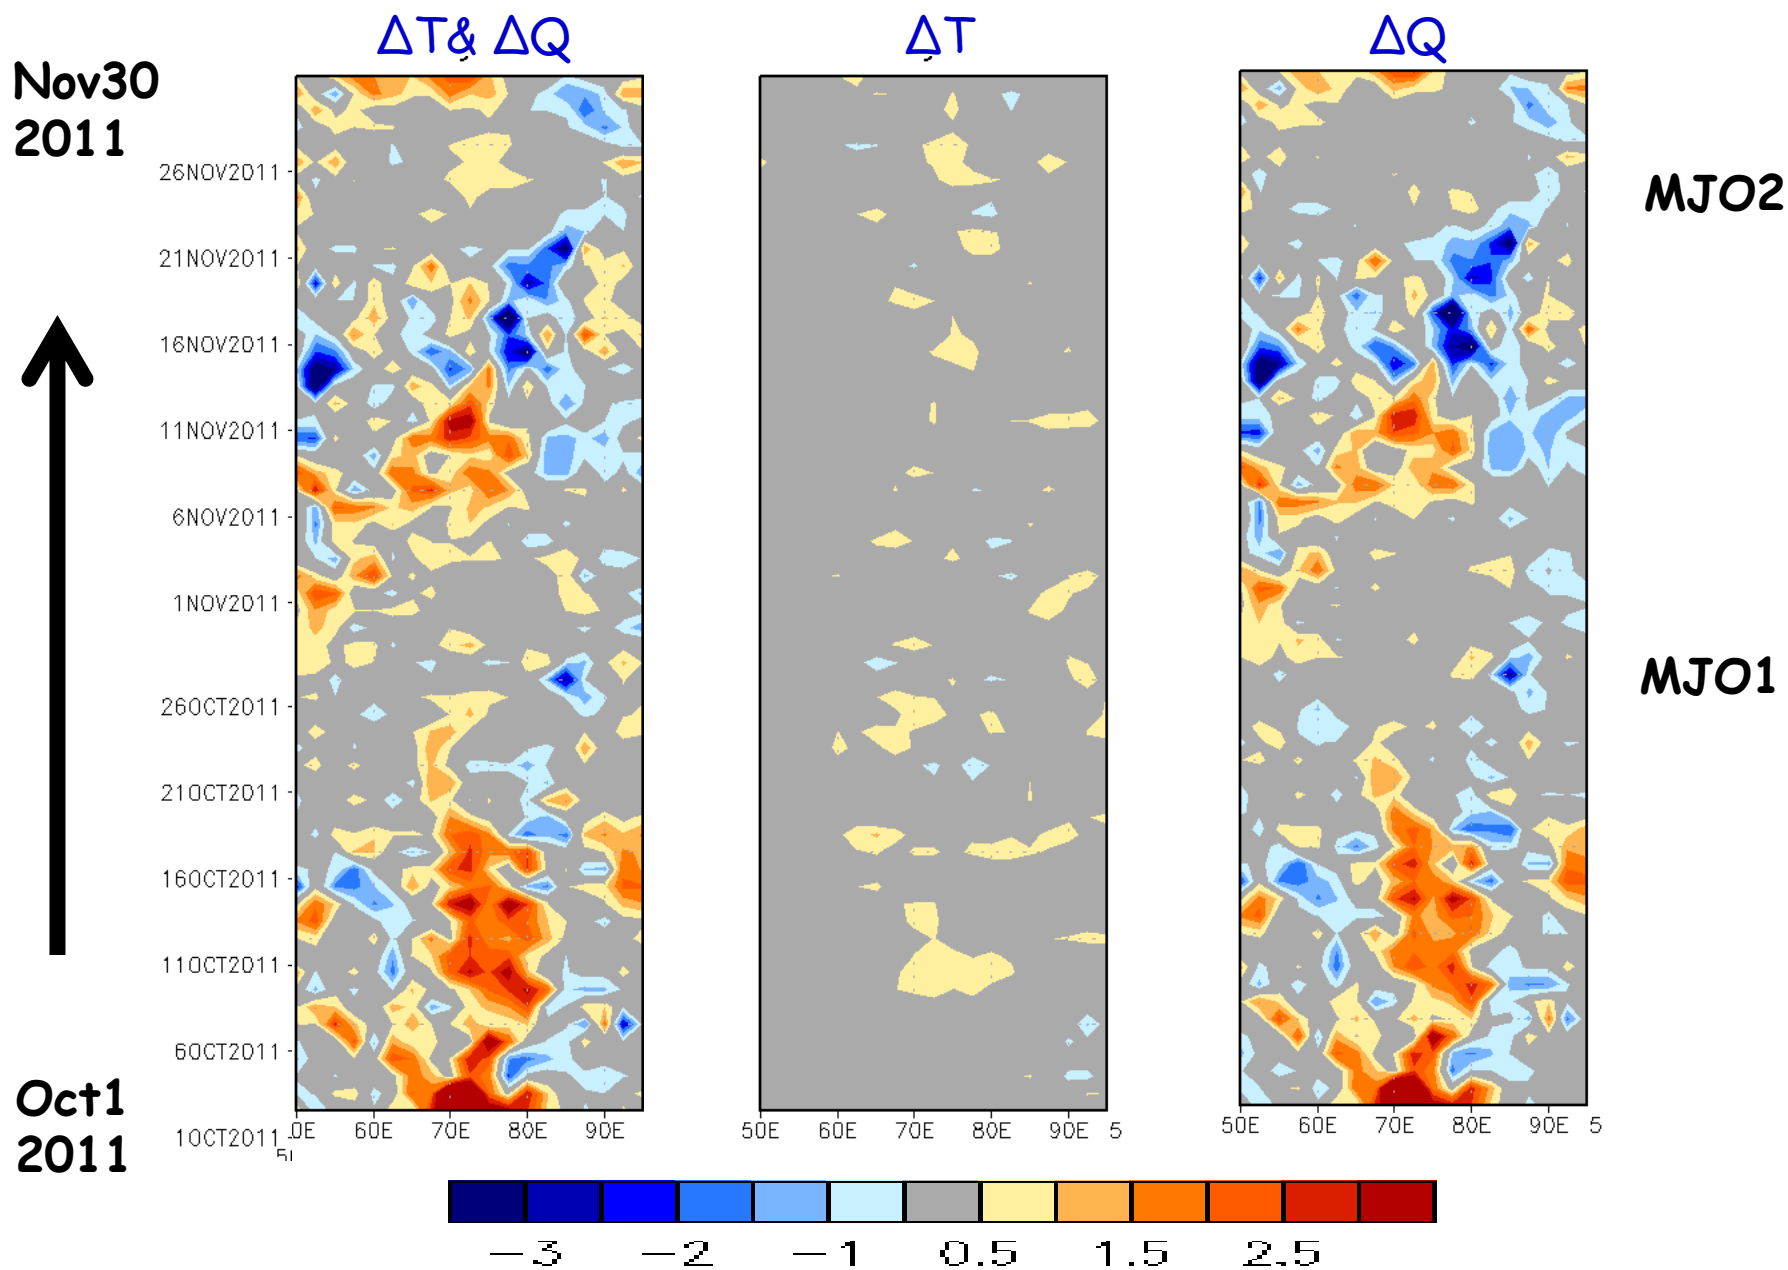 ΔT& ΔQ
ΔT
ΔQ
Nov30
2011
26NOV2011
21NOV2011
16NOV2011
11NOV2011
6NOV2011
1NOV2011
26OCT2011
21OCT2011
16OCT2011
11OCT2011
6OCT2011
1OCT2011
MJO2
MJO1
Oct1
2011
60E 70E 80E 90E
50E 60E 70E 80E 90E 5
50E 60E 70E 80E 90E 5
−3 −2 −1 0.5 1.5 2.5